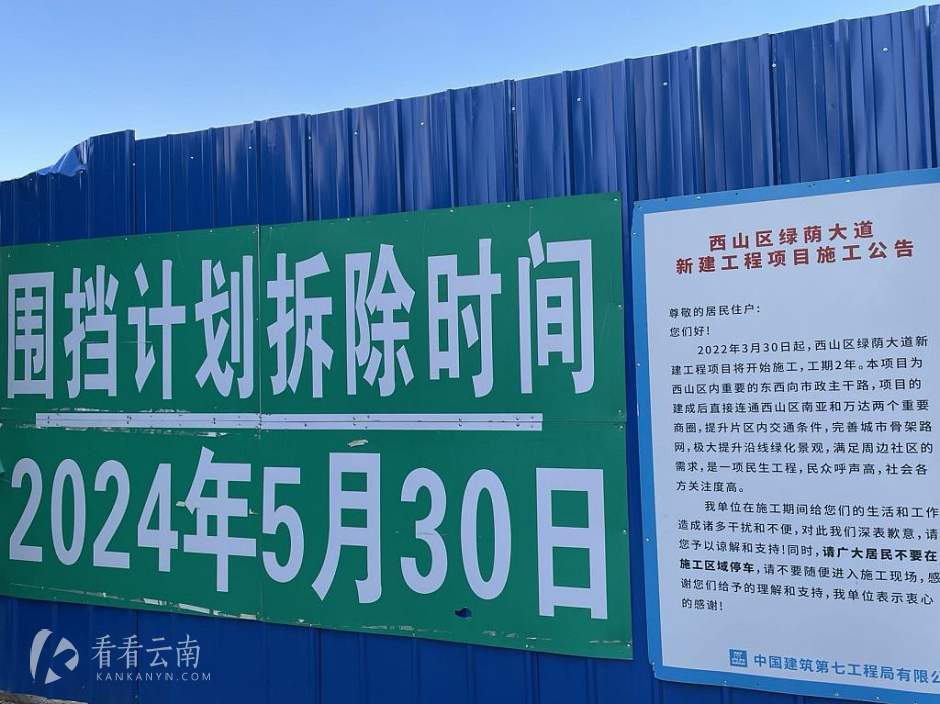 围挡计划拆除时间
2024年5月30日
西山区绿荫大道
新建工程项目施工公告
尊敬的居民住户:
您们好!
2022年3月30日起,西山区绿荫大道新
建工程项目将开始施工,工期2年。本项目为
西山区内重要的东西向市政主干路,项目的
建成后直接连通西山区南亚和万达两个重要
商圈,提升片区内交通条件,完善城市骨架路
网,极大提升沿线绿化景观,满足周边社区的
需求,是一项民生工程,民众呼声高,社会各
方关注度高。
我单位在施工期间给您们的生活和工作
造成诸多干扰和不便,对此我们深表歉意,请
您予以谅解和支持!同时,请广大居民不要在
施工区域停车,请不要随便进入施工现场,感
谢您们给予的理解和支持,我单位表示衷心
的感谢!
中国建筑第七工程局有限公
看看云南
KANKANYN.COM